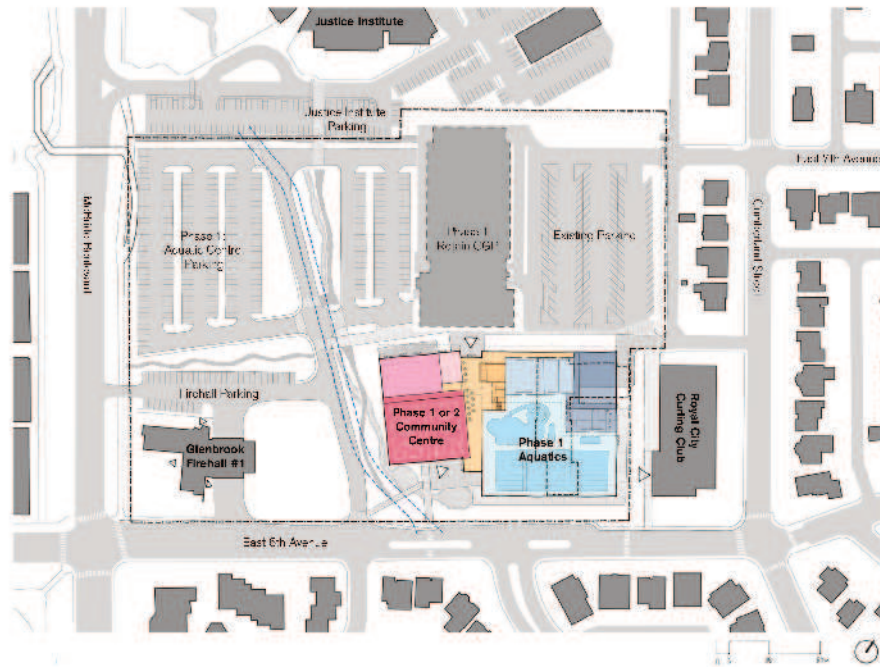 Justice Institute
Justice Institute
Parking
East 7th Avenue
McBride Boulevard
Cumberland Street
Phase 1:
Aquatic Centre
Parking
Phase 1
Retain CGP
Existing Parking
Firehall Parking
Phase 1 or 2
Community
Centre
Phase 1
Aquatics
Royal City
Curling Club
Glenbrook
Firehall #1
East 6th Avenue